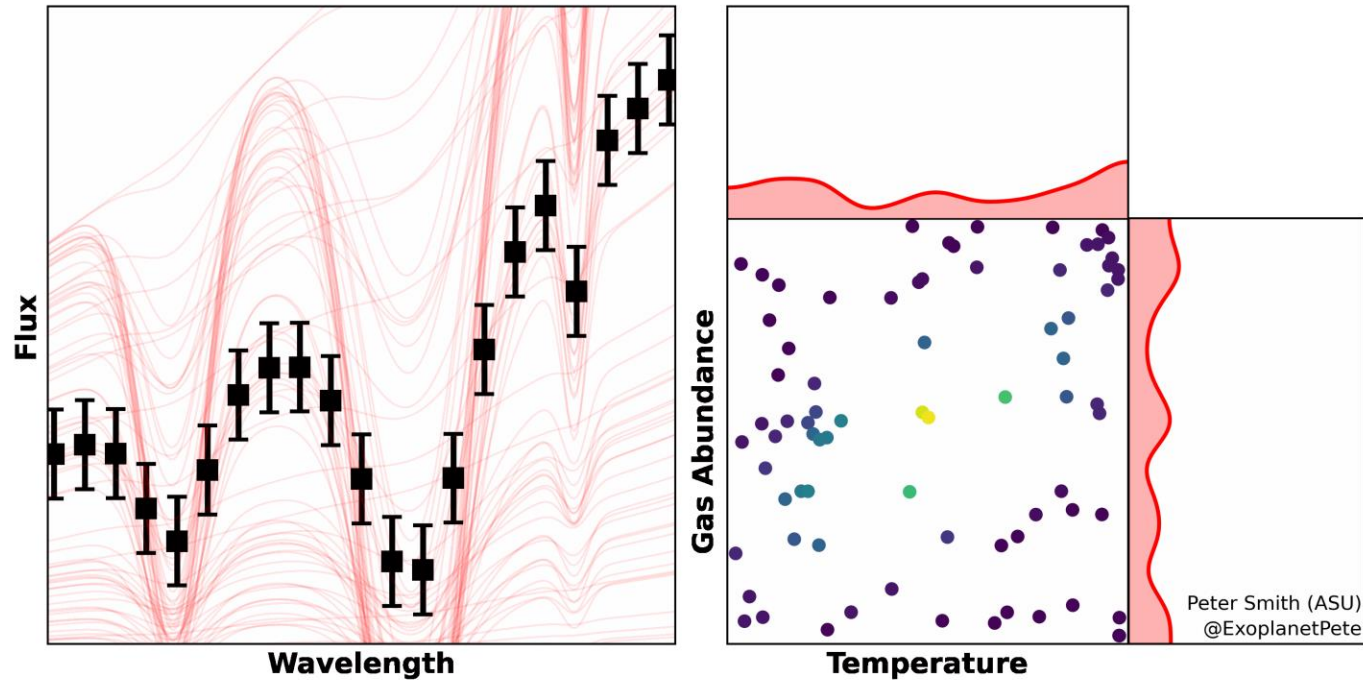 Flux
Wavelength
Gas Abundance
Temperature
Peter Smith (ASU)
@ExoplanetPete